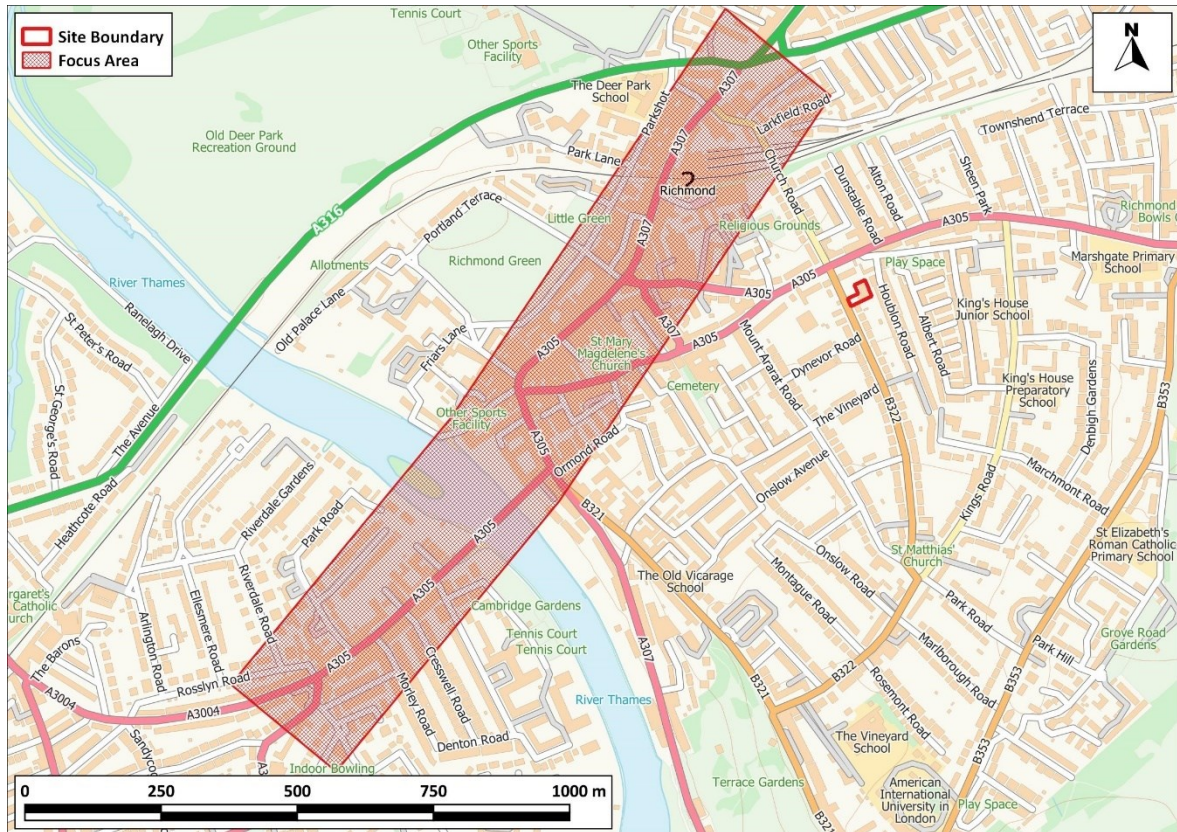 Site Boundary
Focus Area
N
Tennis Court
Other Sports
Facility
The Deer Park
School
Old Deer Park
Recreation Ground
Parkshot
A307
Larkfield Road
Townshend Terrace
Park Lane
A307
Church Road
Richmond
Dunstable Road
Alton Road
Sheen Park
A316
Portland Terrace
Little Green
Religious Grounds
A305
Richmond
Bowls C
Allotments
Richmond Green
A307
Play Space
Marshgate Primary
School
River Thames
Old Palace Lane
A305
A305
Ranelagh Drive
Houblon Road
King's House
Junior School
St Peter's Road
Friars Lane
A305
St Mary
Magdelene's
Church
A307
A305
Mount Ararat Road
Dynevor Road
Albert Road
Cemetery
King's House
Preparatory
School
Denbigh Gardens
B353
St George's Road
The Avenue
Other Sports
Facility
The Vineyard
B322
A305
Ormond Road
Onslow Avenue
Kings Road
Marchmont Road
Heathcote Road
Riverdale Gardens
Park Road
B321
St Elizabeth's
Roman Catholic
Primary School
A305
Onslow Road
St Matthias'
Church
The Old Vicarage
School
Montague Road
Park Road
argaret's
Catholic
urch
Riverdale Road
Ellesmere Road
Arlington Road
Cambridge Gardens
Tennis Court
Tennis Court
Marlborough Road
Park Hill
Grove Road
Gardens
The Barons
Rosslyn Road
A305
Cresswell Road
Morley Road
A307
B322
B353
Rosemont Road
A3004
A3004
River Thames
B321
Sandycoo
Denton Road
The Vineyard
School
A3
Indoor Bowling
Terrace Gardens
American
International
University in
London
B353
Play Space
B321
0 250 500 750 1000 m